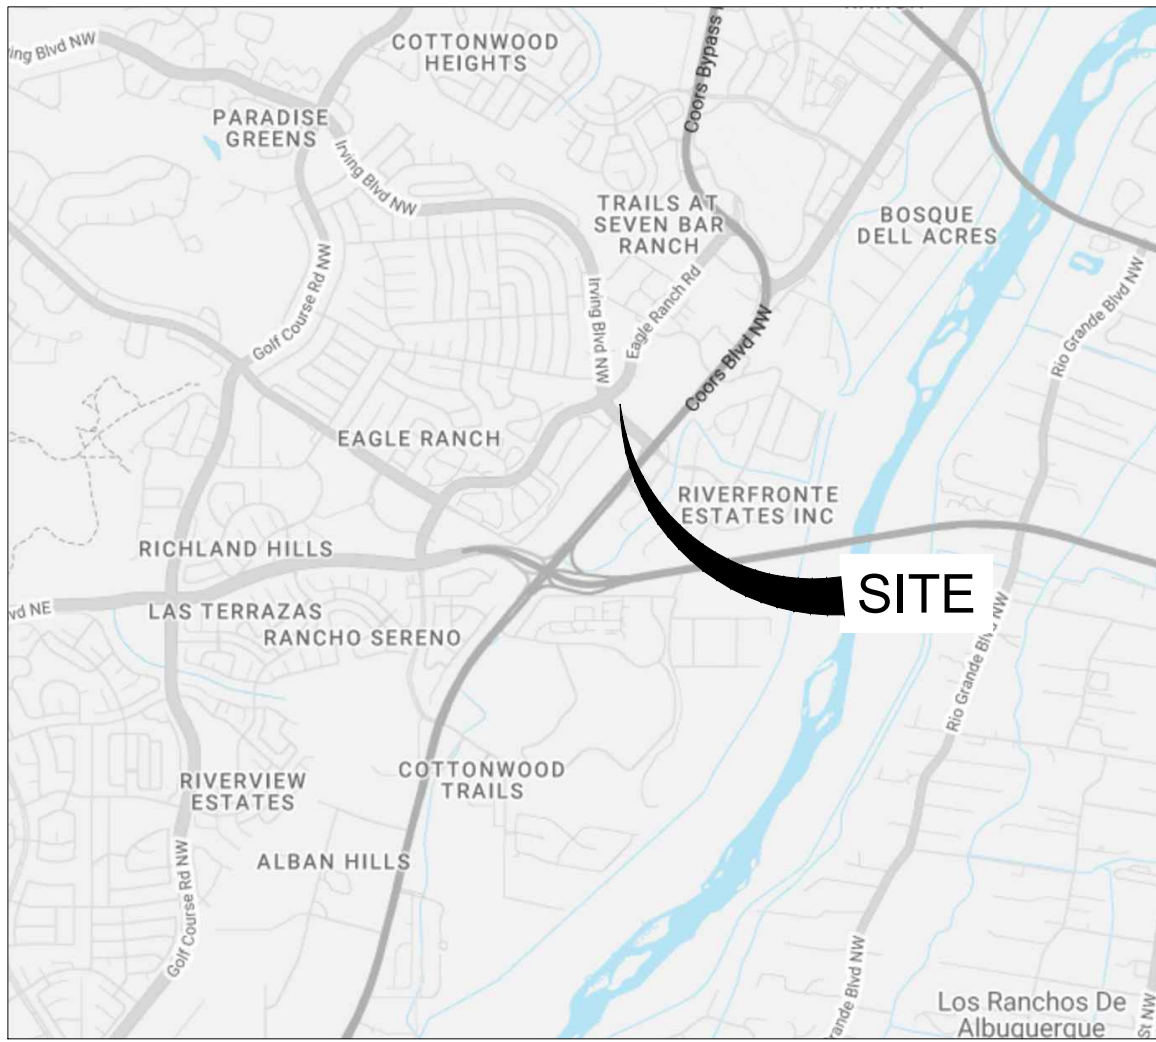 ing Blvd NW
COTTONWOOD
HEIGHTS
Coors Bypass
PARADISE
GREENS
Irving Blvd NW
TRAILS AT
SEVEN BAR
RANCH
BOSQUE
DELL ACRES
Golf Course Rd NW
Irving Blvd NW
Eagle Ranch Rd
Coors Blvd NW
Rio Grande Blvd NW
EAGLE RANCH
RIVERFRONTE
ESTATES INC
RICHLAND HILLS
SITE
vd NE
LAS TERRAZAS
RANCHO SERENO
Rio Grande Blvd NW
COTTONWOOD
TRAILS
RIVERVIEW
ESTATES
ALBAN HILLS
Golf Course Rd NW
ande Blvd NW
Los Ranchos De
Albuquerque
St NW